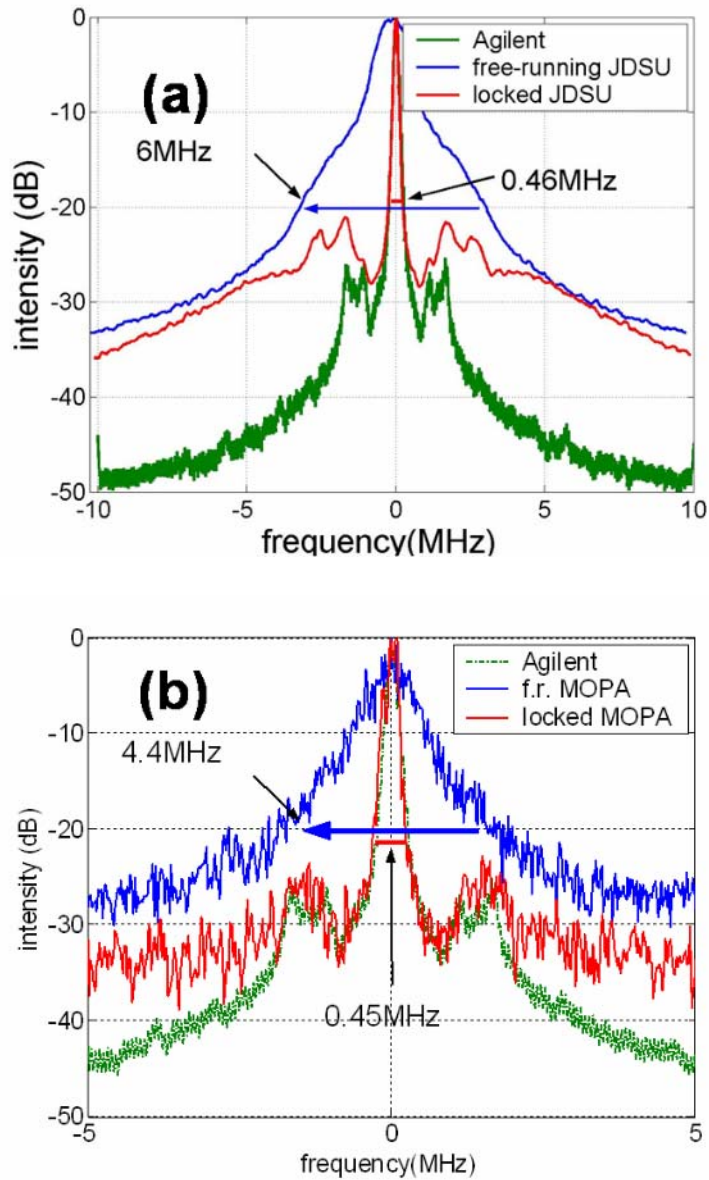 0
Agilent
free-running JDSU
locked JDSU
(a)
-10
6MHz
0.46MHz
-20
intensity (dB)
-30
-40
-50
-10
-5
0
5
10
frequency(MHz)
0
Agilent
f.r. MOPA
locked MOPA
(b)
-10
4.4MHz
-20
intensity (dB)
-30
0.45MHz
-40
-50
-5
0
5
frequency(MHz)